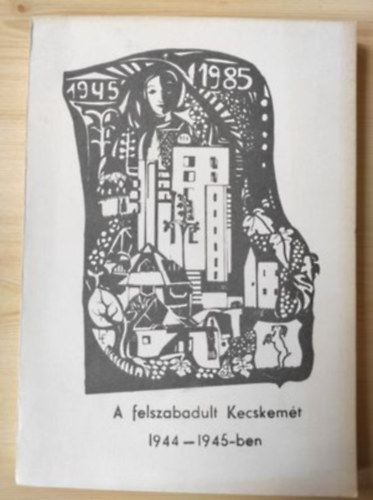 1945 1985
A felszabadult Kecskemét
1944–1945-ben